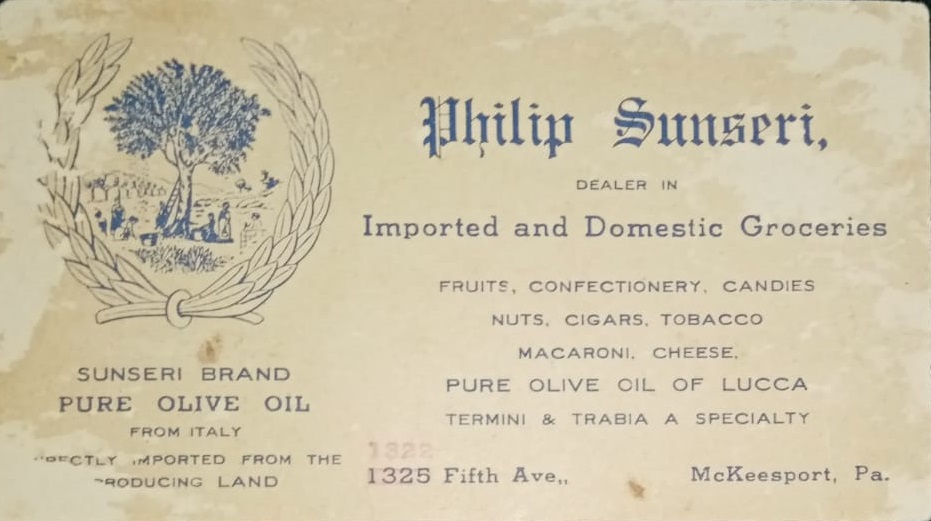 Philip Sunseri,
DEALER IN
Imported and Domestic Groceries
FRUITS, CONFECTIONERY, CANDIES
NUTS, CIGARS, TOBACCO
MACARONI, CHEESE,
PURE OLIVE OIL OF LUCCA
TERMINI & TRABIA A SPECIALTY
1322
1325 Fifth Ave,, McKeesport, Pa.
SUNSERI BRAND
PURE OLIVE OIL
FROM ITALY
IMPORTED FROM THE
LAND